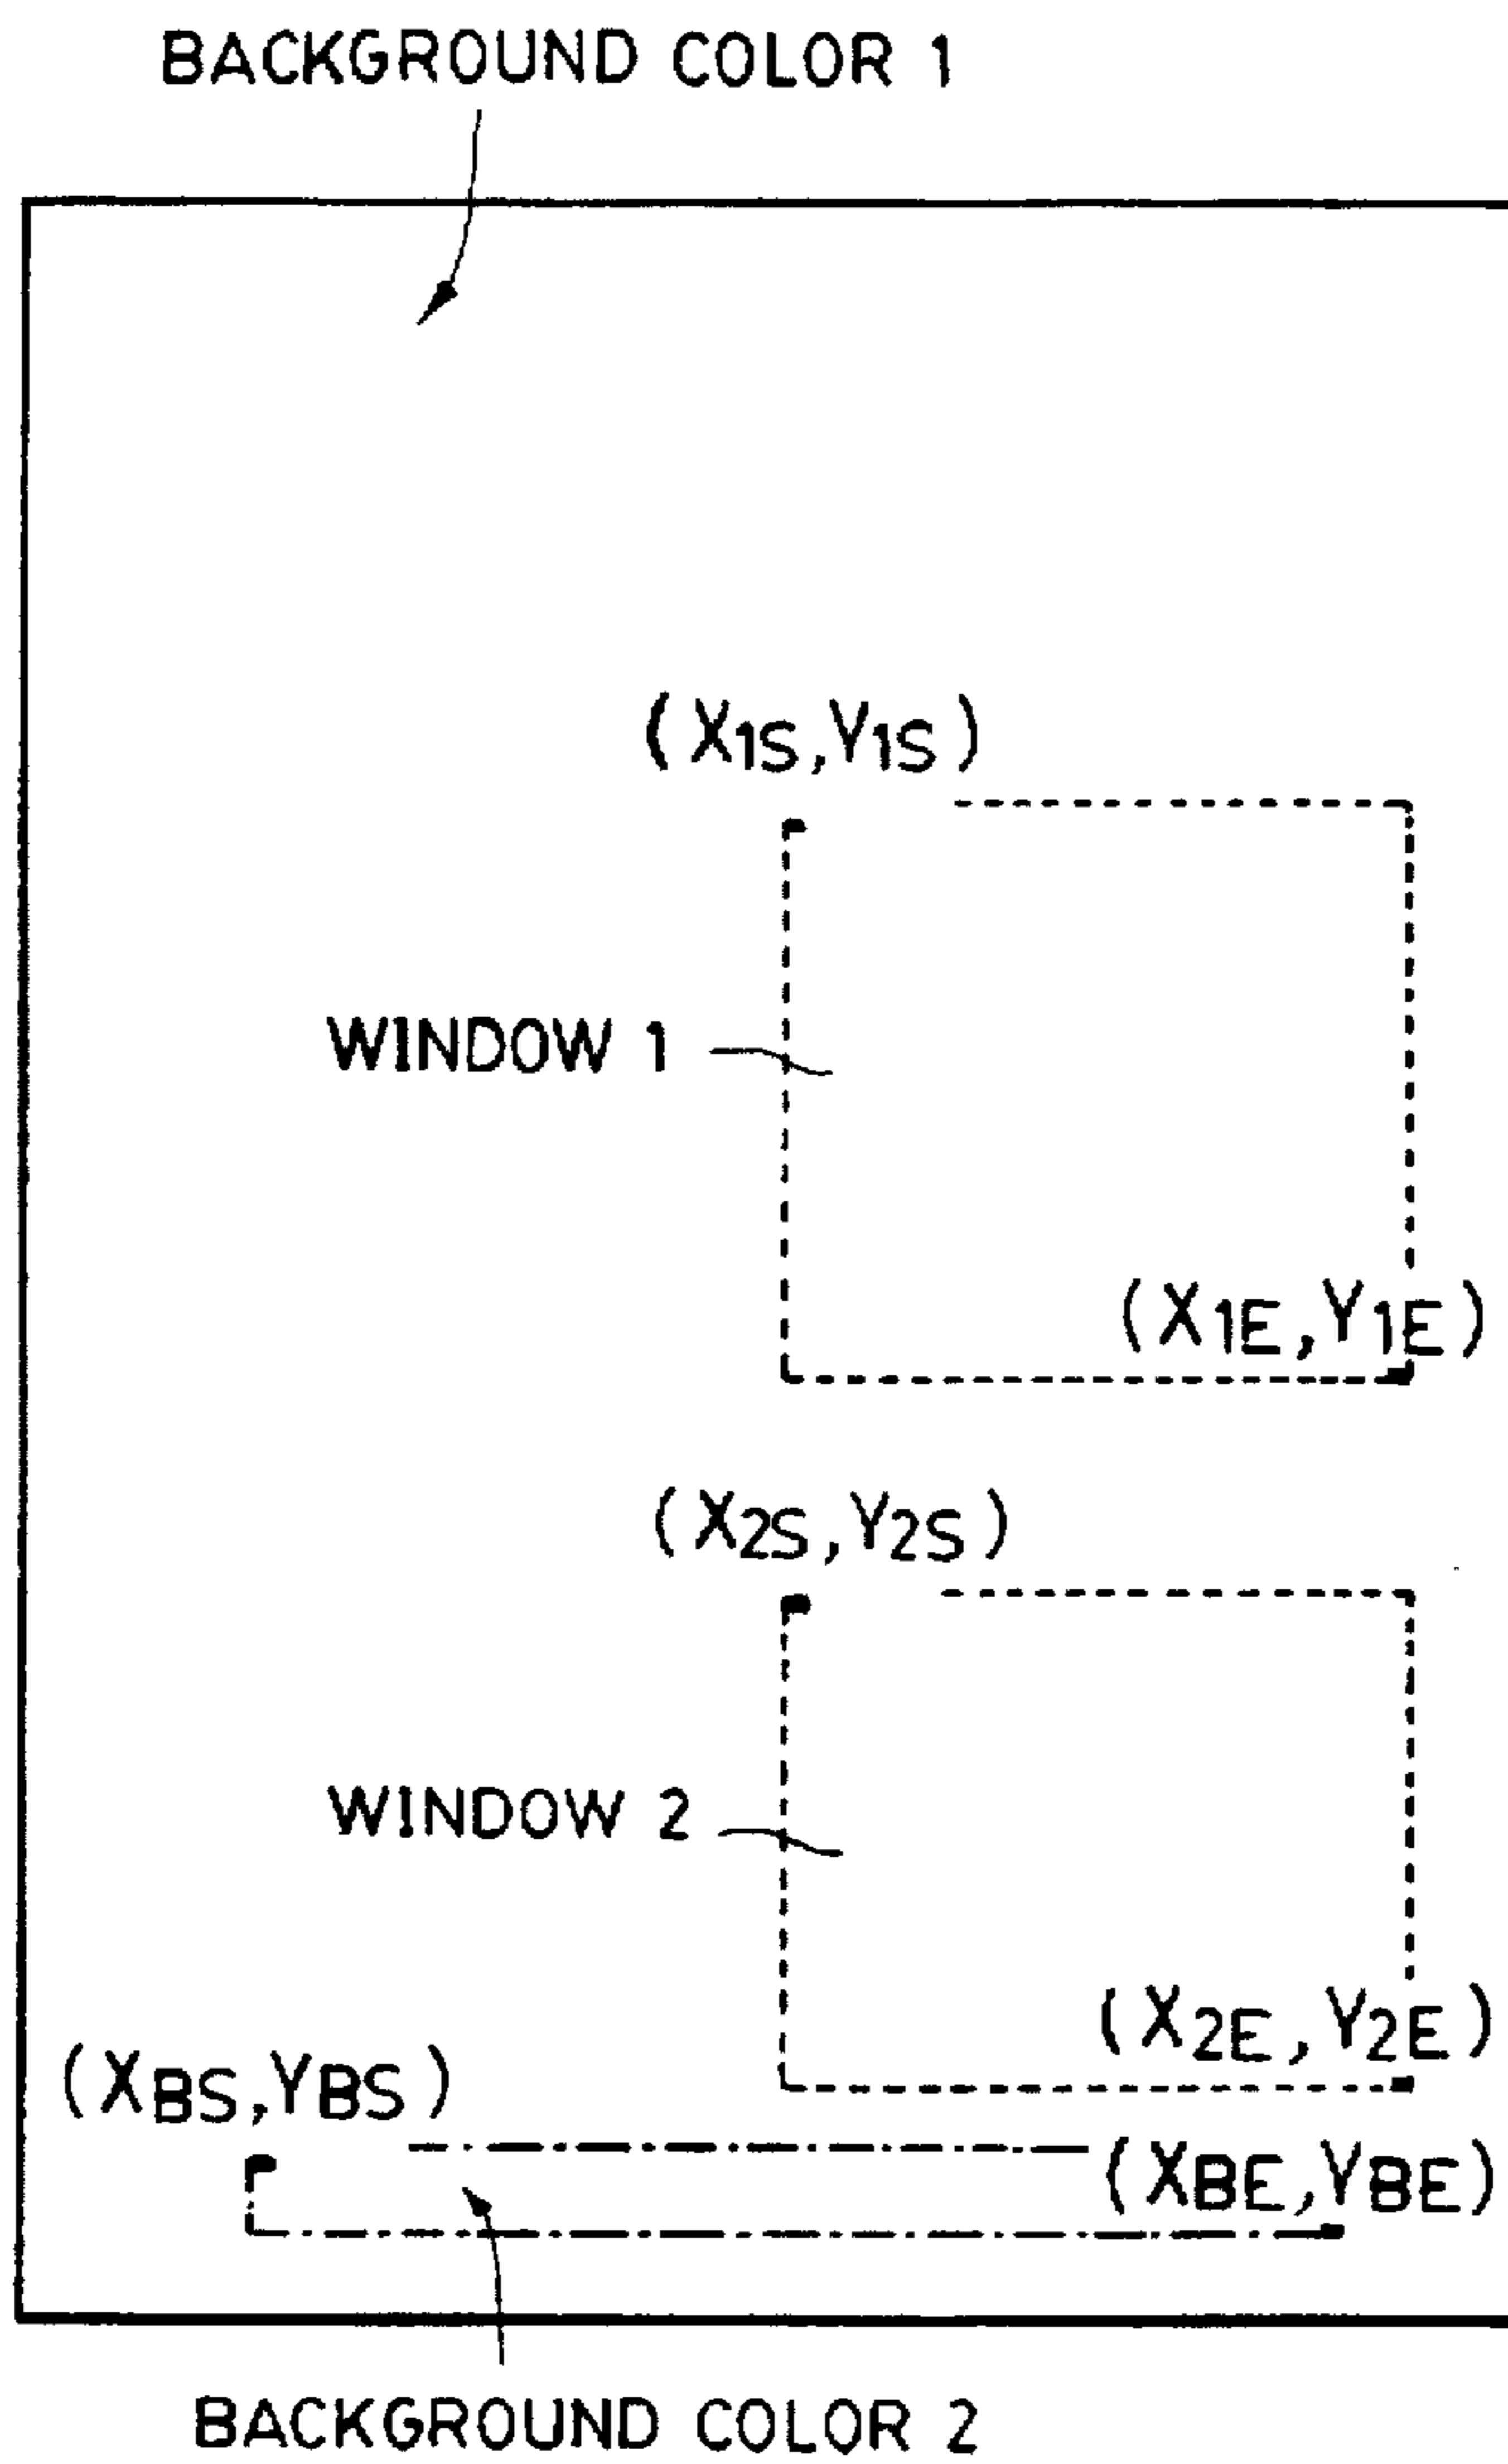 BACKGROUND COLOR 1
(X1S,Y1S)
WINDOW 1
(X1E,Y1E)
(X2S,Y2S)
WINDOW 2
(X2E,Y2E)
(XBS,YBS)
(XBE,YBE)
BACKGROUND COLOR 2